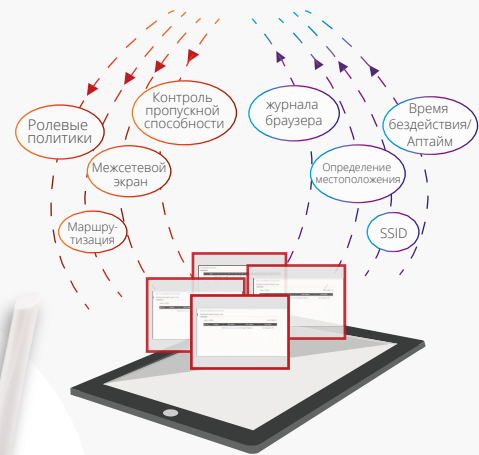 Ролевые
политики
Контроль
пропускной
способности
Межсетевой
экран
Маршру-
тизация
журнала
браузера
Время
бездействия/
Аптайм
Определение
местоположения
SSID